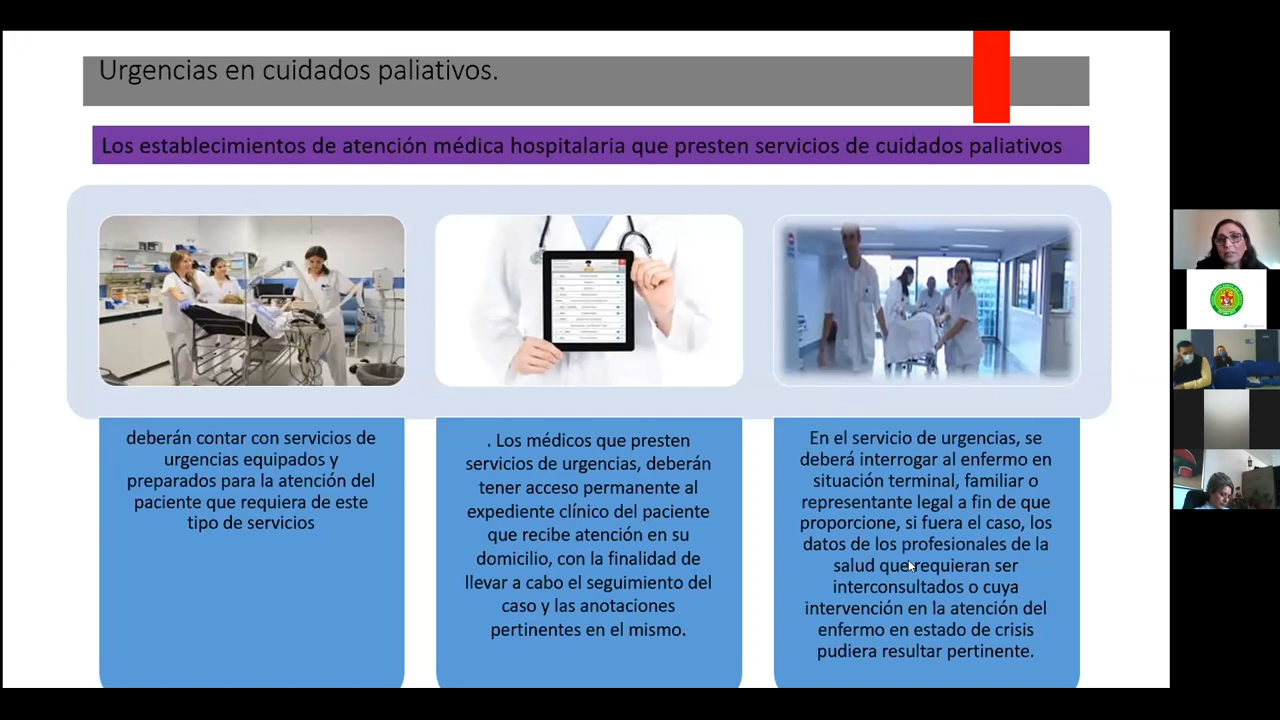 Urgencias en cuidados paliativos.
Los establecimientos de atención médica hospitalaria que presten servicios de cuidados paliativos
deberán contar con servicios de
urgencias equipados y
preparados para la atención del
paciente que requiera de este
tipo de servicios
. Los médicos que presten
servicios de urgencias, deberán
tener acceso permanente al
expediente clínico del paciente
que recibe atención en su
domicilio, con la finalidad de
llevar a cabo el seguimiento del
caso y las anotaciones
pertinentes en el mismo.
En el servicio de urgencias, se
deberá interrogar al enfermo en
situación terminal, familiar o
representante legal a fin de que
proporcione, si fuera el caso, los
datos de los profesionales de la
salud que requieran ser
interconsultados o cuya
intervención en la atención del
enfermo en estado de crisis
pudiera resultar pertinente.